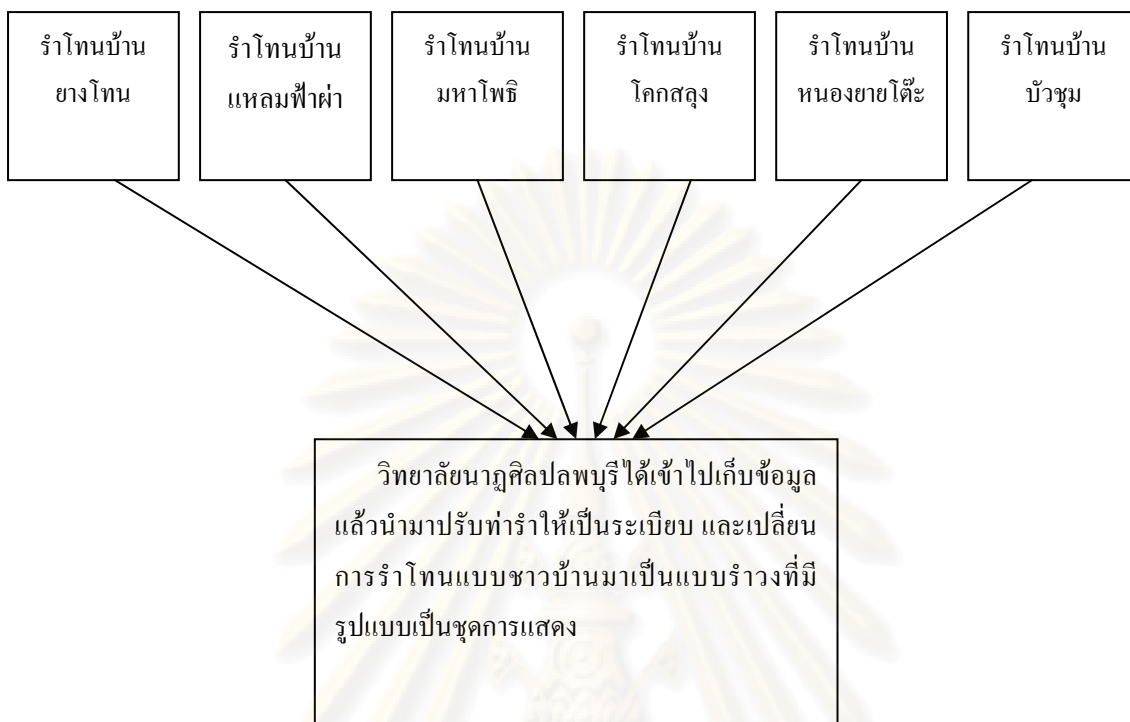 รำโทนบ้าน
ยางโทน
รำโทนบ้าน
แหลมฟ้าผ่า
รำโทนบ้าน
มหาโพธิ
รำโทนบ้าน
โคกสลุง
รำโทนบ้าน
หนองยายโต๊ะ
รำโทนบ้าน
บัวชุม
วิทยาลัยนาฏศิลปลพบุรีได้เข้าไปเก็บข้อมูล
แล้วนำมาปรับท่ารำให้เป็นระเบียบ และเปลี่ยน
การรำโทนแบบชาวบ้านมาเป็นแบบรำวงที่มี
รูปแบบเป็นชุดการแสดง